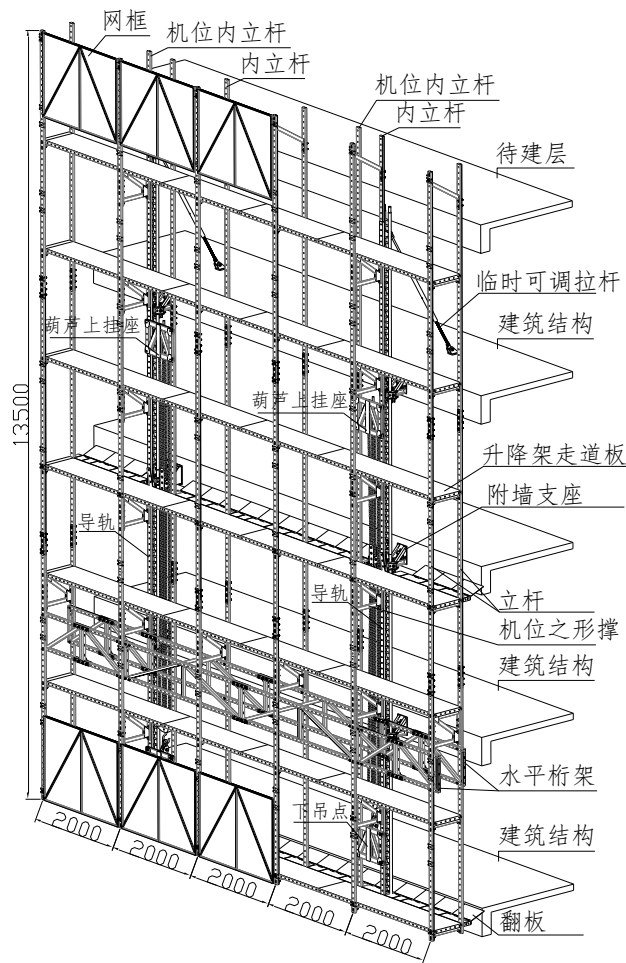 网框
机位内立杆
内立杆
机位内立杆
内立杆
待建层
临时可调拉杆
建筑结构
葫芦上挂座
葫芦上挂座
13500
升降架走道板
附墙支座
导轨
导轨
立杆
机位之形撑
建筑结构
水平桁架
下吊点
建筑结构
翻板
2000
2000
2000
2000
2000